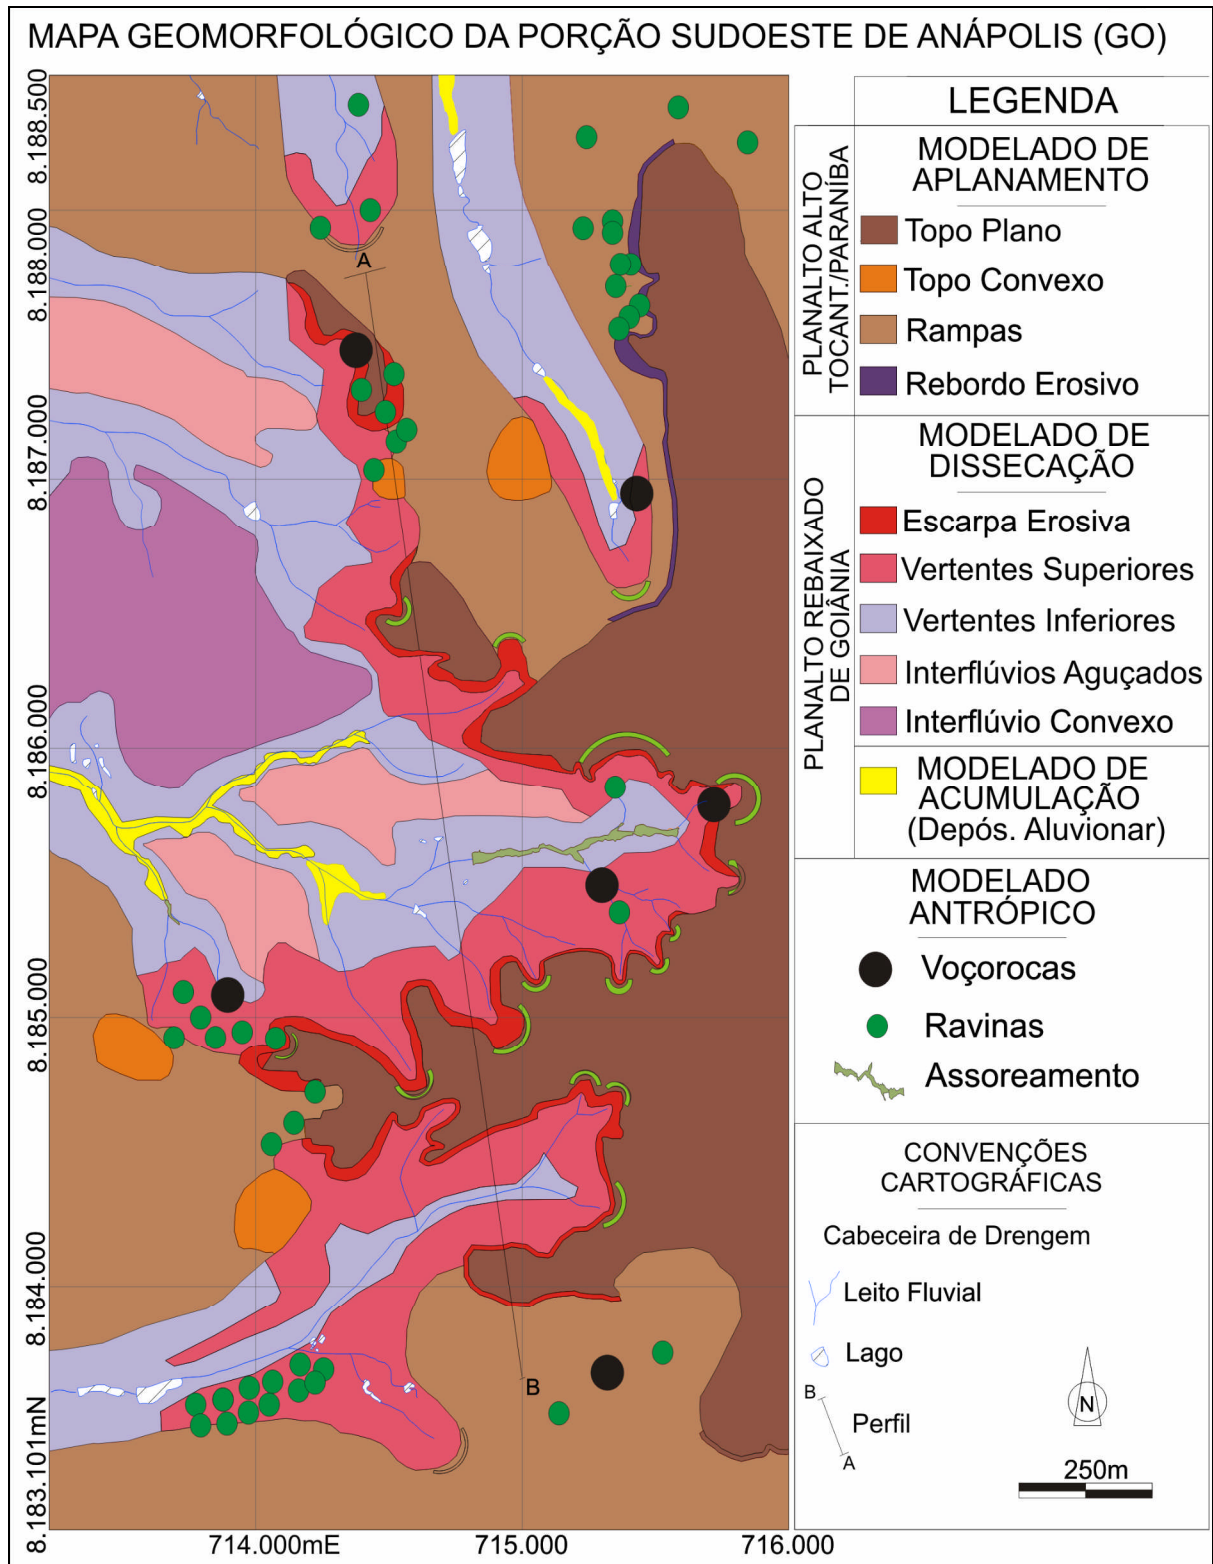 MAPA GEOMORFOLÓGICO DA PORÇÃO SUDOESTE DE ANÁPOLIS (GO)
8.188.500
8.188.000
8.187.000
8.186.000
8.185.000
8.184.000
8.183.101mN
714.000mE
715.000
716.000
A
B
LEGENDA
PLANALTO ALTO
TOCANT./PARANÍBA
MODELADO DE
APLANAMENTO
Topo Plano
Topo Convexo
Rampas
Rebordo Erosivo
PLANALTO REBAIXADO
DE GOIÂNIA
MODELADO DE
DISSECAÇÃO
Escarpa Erosiva
Vertentes Superiores
Vertentes Inferiores
Interflúvios Aguçados
Interflúvio Convexo
MODELADO DE
ACUMULAÇÃO
(Depós. Aluvionar)
MODELADO
ANTRÓPICO
Voçorocas
Ravinas
Assoreamento
CONVENÇÕES
CARTOGRÁFICAS
Cabeceira de Drengem
Leito Fluvial
Lago
B
Perfil
A
N
250m